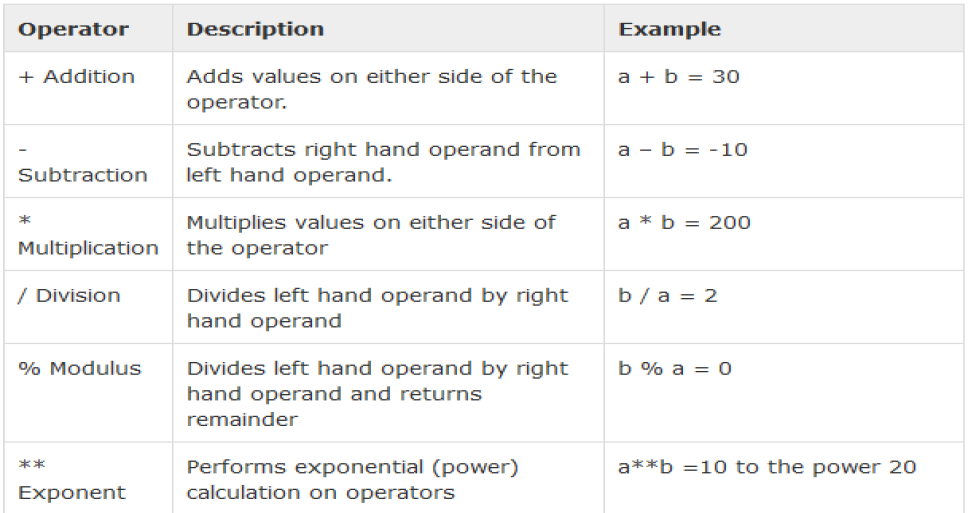 Operator Description Example
+ Addition Adds values on either side of the operator. a + b = 30
- Subtraction Subtracts right hand operand from left hand operand. a – b = -10
* Multiplication Multiplies values on either side of the operator a * b = 200
/ Division Divides left hand operand by right hand operand b / a = 2
% Modulus Divides left hand operand by right hand operand and returns remainder b % a = 0
** Exponent Performs exponential (power) calculation on operators a**b =10 to the power 20